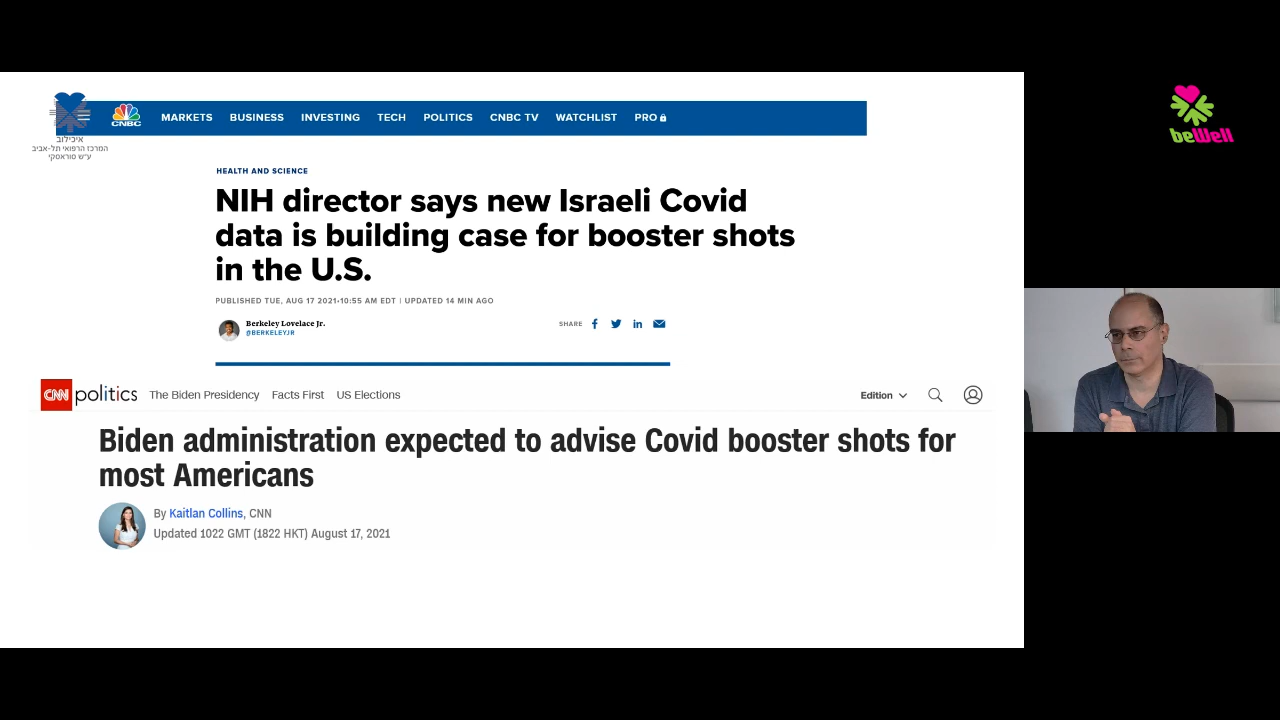 CNBC
MARKETS BUSINESS INVESTING TECH POLITICS CNBC TV WATCHLIST PRO
איכילוב
המרכז הרפואי תל-אביב
ע"ש סוראסקי
HEALTH AND SCIENCE
NIH director says new Israeli Covid
data is building case for booster shots
in the U.S.
PUBLISHED TUE, AUG 17 2021•10:55 AM EDT | UPDATED 14 MIN AGO
Berkeley Lovelace Jr.
@BERKELEYJR
SHARE
CNN politics The Biden Presidency Facts First US Elections Edition
Biden administration expected to advise Covid booster shots for
most Americans
By Kaitlan Collins, CNN
Updated 1022 GMT (1822 HKT) August 17, 2021
beWell